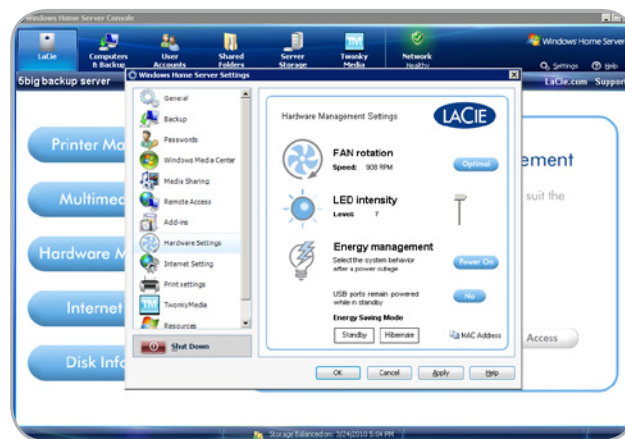 Windows Home Server Console
LaCie
Computers & Backup
User Accounts
Shared Folders
Server Storage
TM
Twonky Media
Network Healthy
Windows Home Server
Settings
Help
5big backup server
LaCie.com
Support
Windows Home Server Settings
Printer Ma
Multimed
Hardware M
Internet
Disk Info
ement
suit the
Access
General
Backup
Passwords
Windows Media Center
Media Sharing
Remote Access
Add-ins
Hardware Settings
Internet Setting
Print settings
TM
TwonkyMedia
Resources
Shut Down
Hardware Management Settings
LACIE
FAN rotation
Speed: 908 RPM
Optimal
LED intensity
Level: 7
Energy management
Select the system behavior
after a power outage
Power On
USB ports remain powered
while in standby
No
Energy Saving Mode
Standby
Hibernate
MAC Address
OK
Cancel
Apply
Help
Storage Balanced on: 3/24/2010 5:04 PM